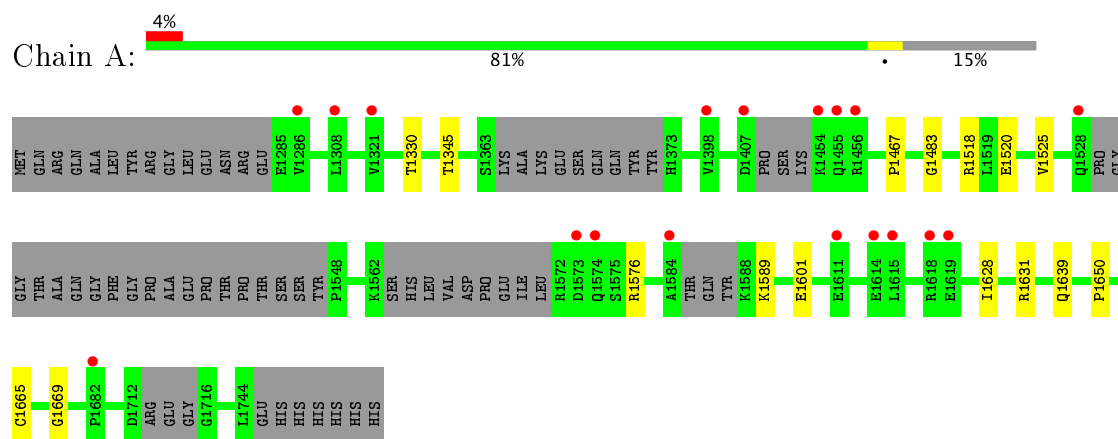 4%
Chain A:
81%
15%
MET GLN ARG GLN ALA LEU TYR ARG GLY LEU GLU ASN ARG GLU E1285 V1286 L1308 V1321 T1330 T1345 S1363 LYS ALA LYS GLU SER GLN GLN TYR TYR H1373 V1398 D1407 PRO SER LYS K1454 Q1455 R1456 P1467 G1483 R1518 L1519 E1520 V1525 Q1528 PRO GLY
GLY THR ALA GLN GLY PHE GLY PRO ALA GLU PRO THR PRO THR SER SER TYR P1548 K1562 SER HIS LEU VAL ASP PRO GLU ILE LEU R1572 D1573 Q1574 S1575 R1576 A1584 THR GLN TYR K1588 K1589 E1601 E1611 E1614 L1615 R1618 E1619 I1628 R1631 Q1639 P1650
C1665 G1669 P1682 D1712 ARG GLU GLY G1716 L1744 GLU HIS HIS HIS HIS HIS HIS